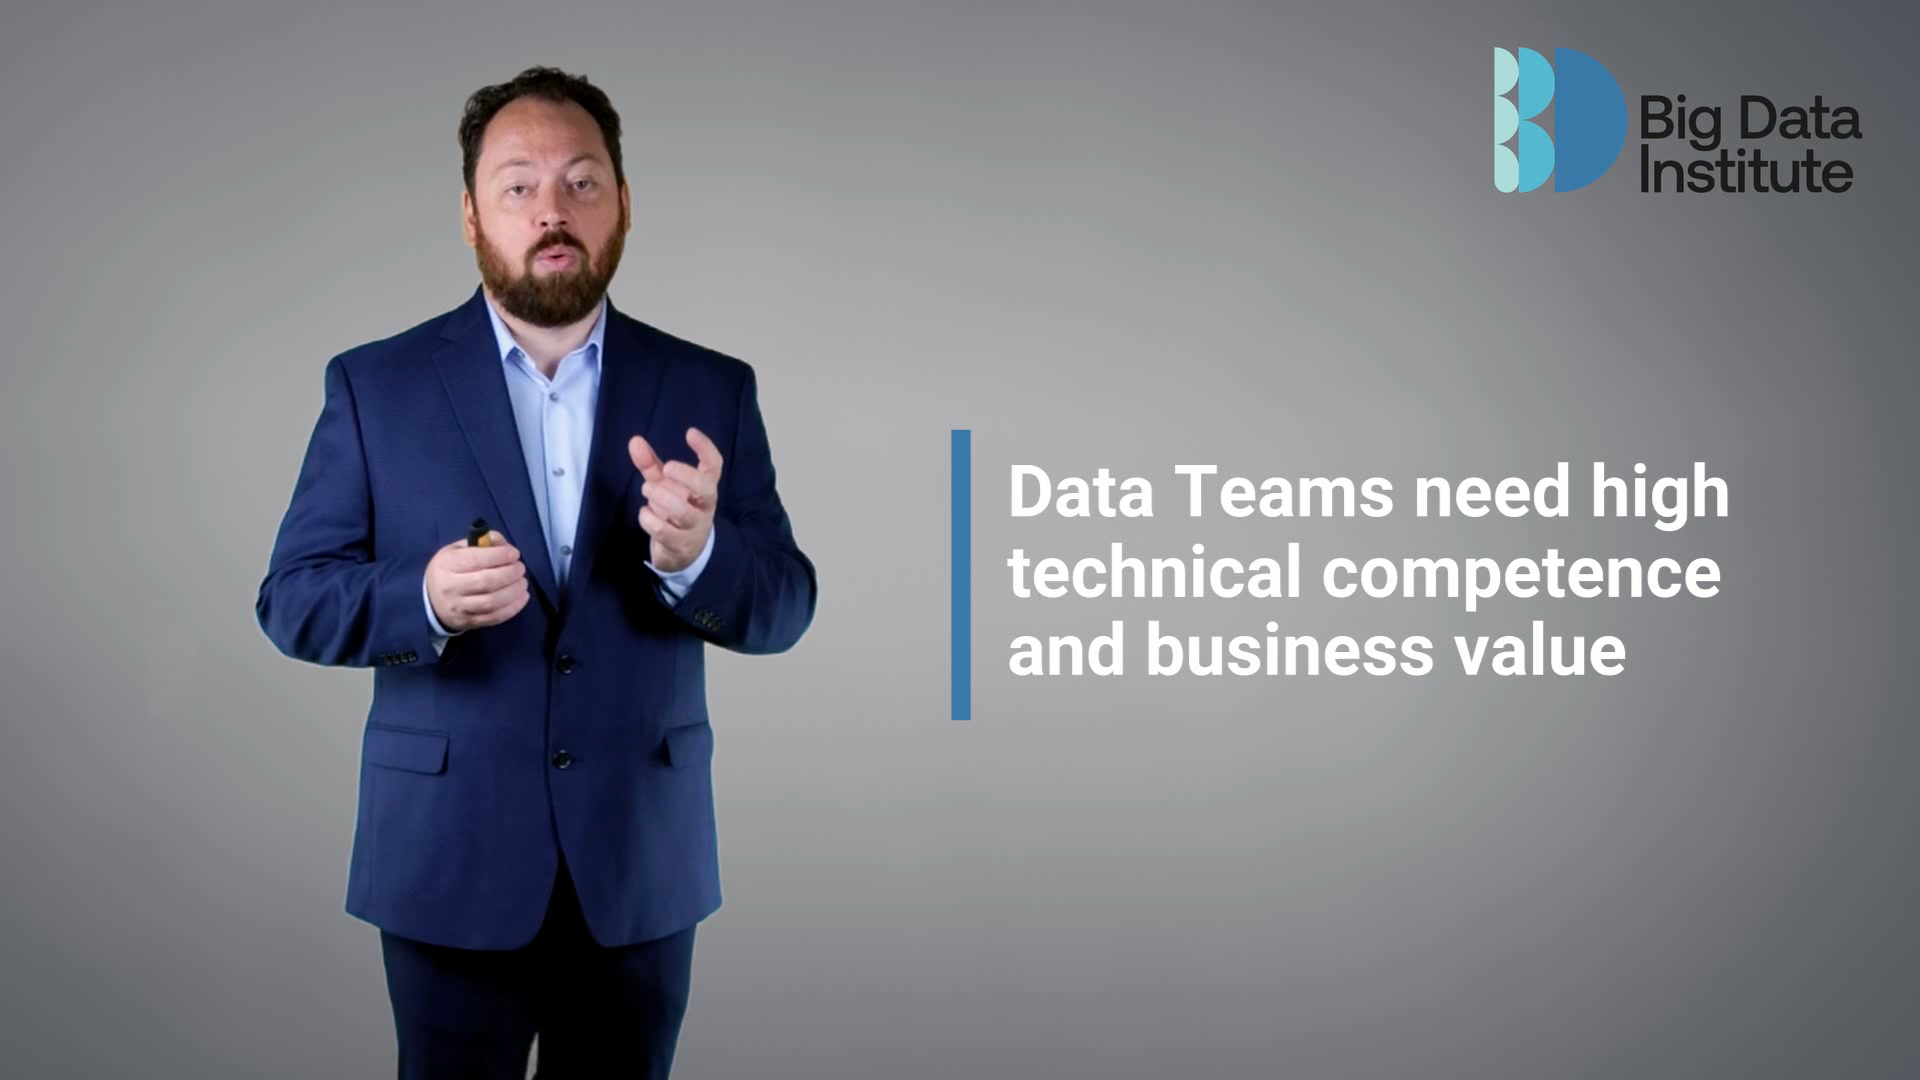 Big Data
Institute
Data Teams need high
technical competence
and business value